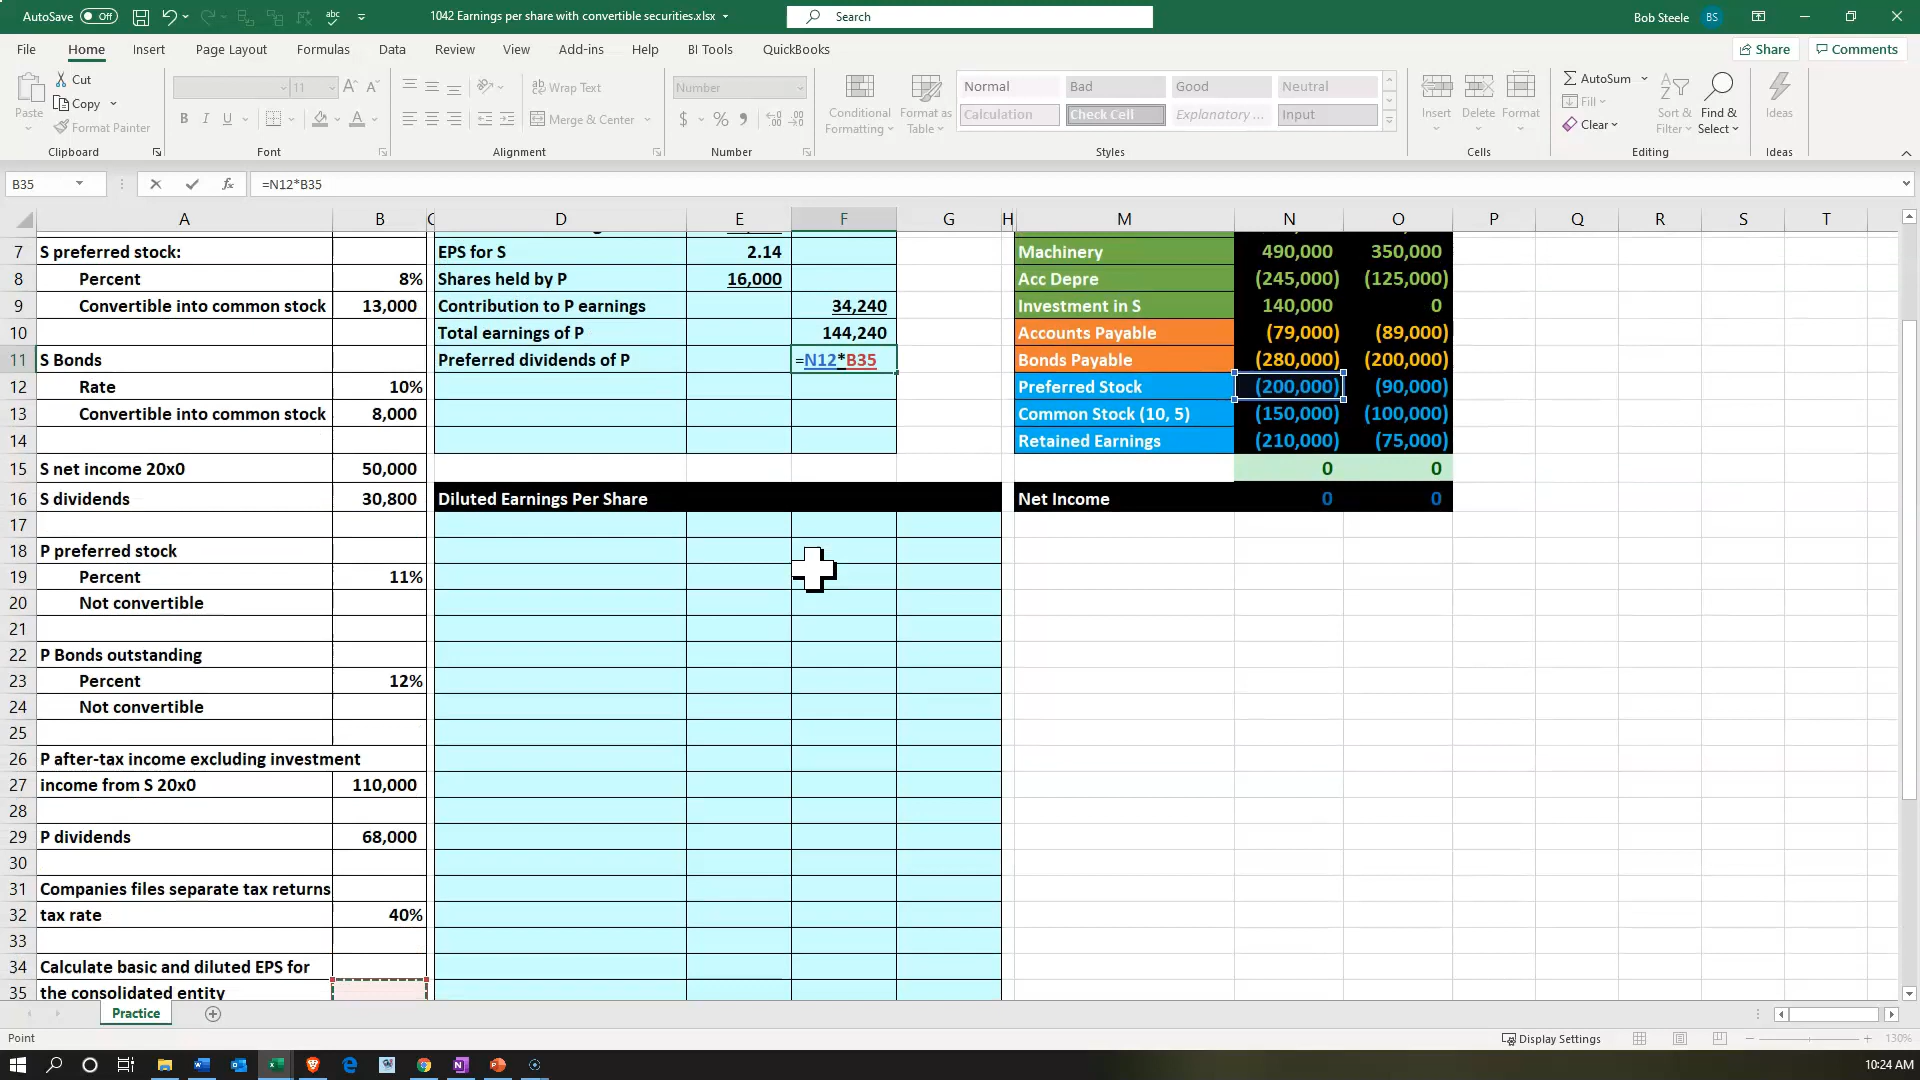 AutoSave Off abc 1042 Earnings per share with convertible securities.xlsx Search Bob Steele BS
File Home Insert Page Layout Formulas Data Review View Add-ins Help BI Tools QuickBooks Share Comments
Paste Cut Copy Format Painter
Clipboard
11 A A
B I U A
Font
Wrap Text
Merge & Center
Alignment
Number
$ %
Number
Conditional Formatting Format as Table
Normal Bad Good Neutral
Calculation Check Cell Explanatory ... Input
Styles
Insert Delete Format
Cells
AutoSum Fill Clear
Sort & Filter Find & Select
Editing
Ideas
Ideas
B35 fx =N12*B35
A B C D E F G H M N O P Q R S T
7 S preferred stock: EPS for S 2.14 Machinery 490,000 350,000
8 Percent 8% Shares held by P 16,000 Acc Depre (245,000) (125,000)
9 Convertible into common stock 13,000 Contribution to P earnings 34,240 Investment in S 140,000 0
10 Total earnings of P 144,240 Accounts Payable (79,000) (89,000)
11 S Bonds Preferred dividends of P =N12*B35 Bonds Payable (280,000) (200,000)
12 Rate 10% Preferred Stock (200,000) (90,000)
13 Convertible into common stock 8,000 Common Stock (10, 5) (150,000) (100,000)
14 Retained Earnings (210,000) (75,000)
15 S net income 20x0 50,000 0 0
16 S dividends 30,800 Diluted Earnings Per Share Net Income 0 0
17
18 P preferred stock
19 Percent 11%
20 Not convertible
21
22 P Bonds outstanding
23 Percent 12%
24 Not convertible
25
26 P after-tax income excluding investment
27 income from S 20x0 110,000
28
29 P dividends 68,000
30
31 Companies files separate tax returns
32 tax rate 40%
33
34 Calculate basic and diluted EPS for
35 the consolidated entity
Practice
Point Display Settings 130%
10:24 AM